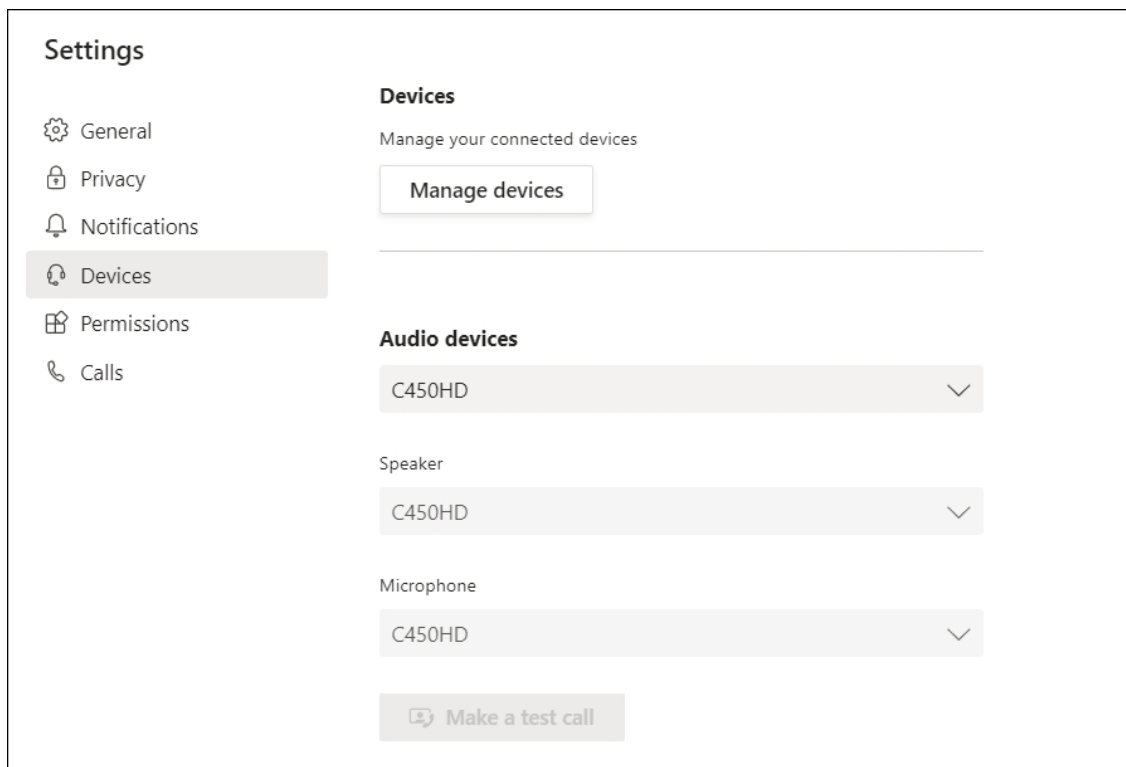 Settings
General
Privacy
Notifications
Devices
Permissions
Calls
Devices
Manage your connected devices
Manage devices
Audio devices
C450HD
Speaker
C450HD
Microphone
C450HD
Make a test call